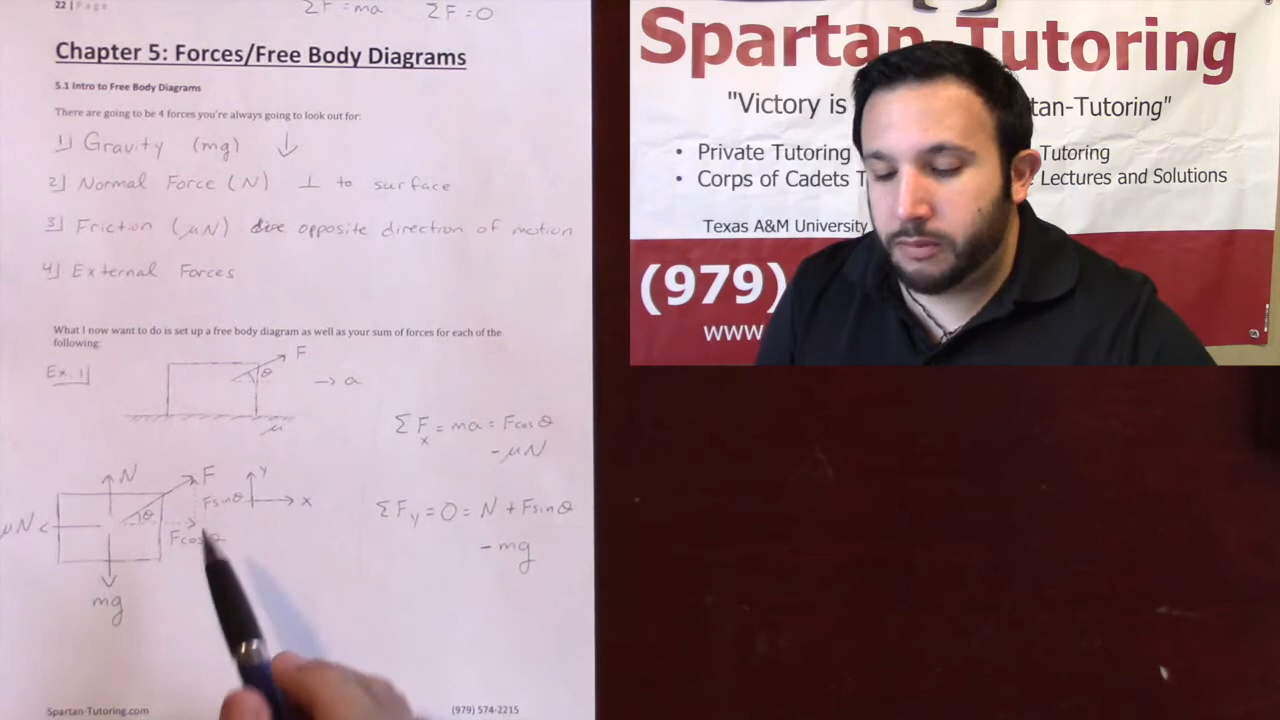 22 | Page
ΣF = ma ΣF = 0
Chapter 5: Forces/Free Body Diagrams
5.1 Intro to Free Body Diagrams
There are going to be 4 forces you're always going to look out for:
1) Gravity (mg) ↓
2) Normal Force (N) ⊥ to surface
3) Friction (μN) opposite direction of motion
4) External Forces
What I now want to do is set up a free body diagram as well as your sum of forces for each of the
following:
Ex. 1
F
θ
→ a
μ
ΣFx = ma = Fcosθ
- μN
N
F
y
Fsinθ
x
θ
μN
Fcosθ
mg
ΣFy = 0 = N + Fsinθ
- mg
Spartan-Tutoring.com
(979) 574-2215
Spartan-Tutoring
"Victory is tan-Tutoring"
• Private Tutoring Tutoring
• Corps of Cadets T Lectures and Solutions
Texas A&M University
(979)
www.